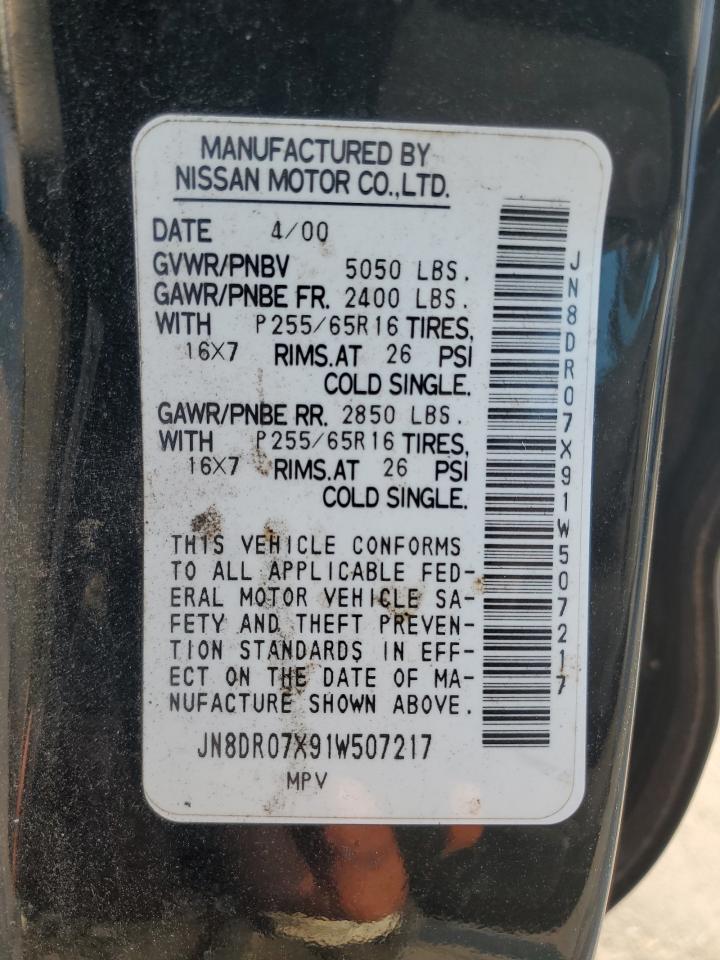 MANUFACTURED BY
NISSAN MOTOR CO.,LTD.
DATE 4/00
GVWR/PNBV 5050 LBS.
GAWR/PNBE FR. 2400 LBS.
WITH P255/65R16 TIRES,
16X7 RIMS.AT 26 PSI
COLD SINGLE.
GAWR/PNBE RR. 2850 LBS.
WITH P255/65R16 TIRES,
16X7 RIMS.AT 26 PSI
COLD SINGLE.
THIS VEHICLE CONFORMS
TO ALL APPLICABLE FED-
ERAL MOTOR VEHICLE SA-
FETY AND THEFT PREVEN-
TION STANDARDS IN EFF-
ECT ON THE DATE OF MA-
NUFACTURE SHOWN ABOVE.
JN8DR07X91W507217
MPV
JN8DR07X91W507217